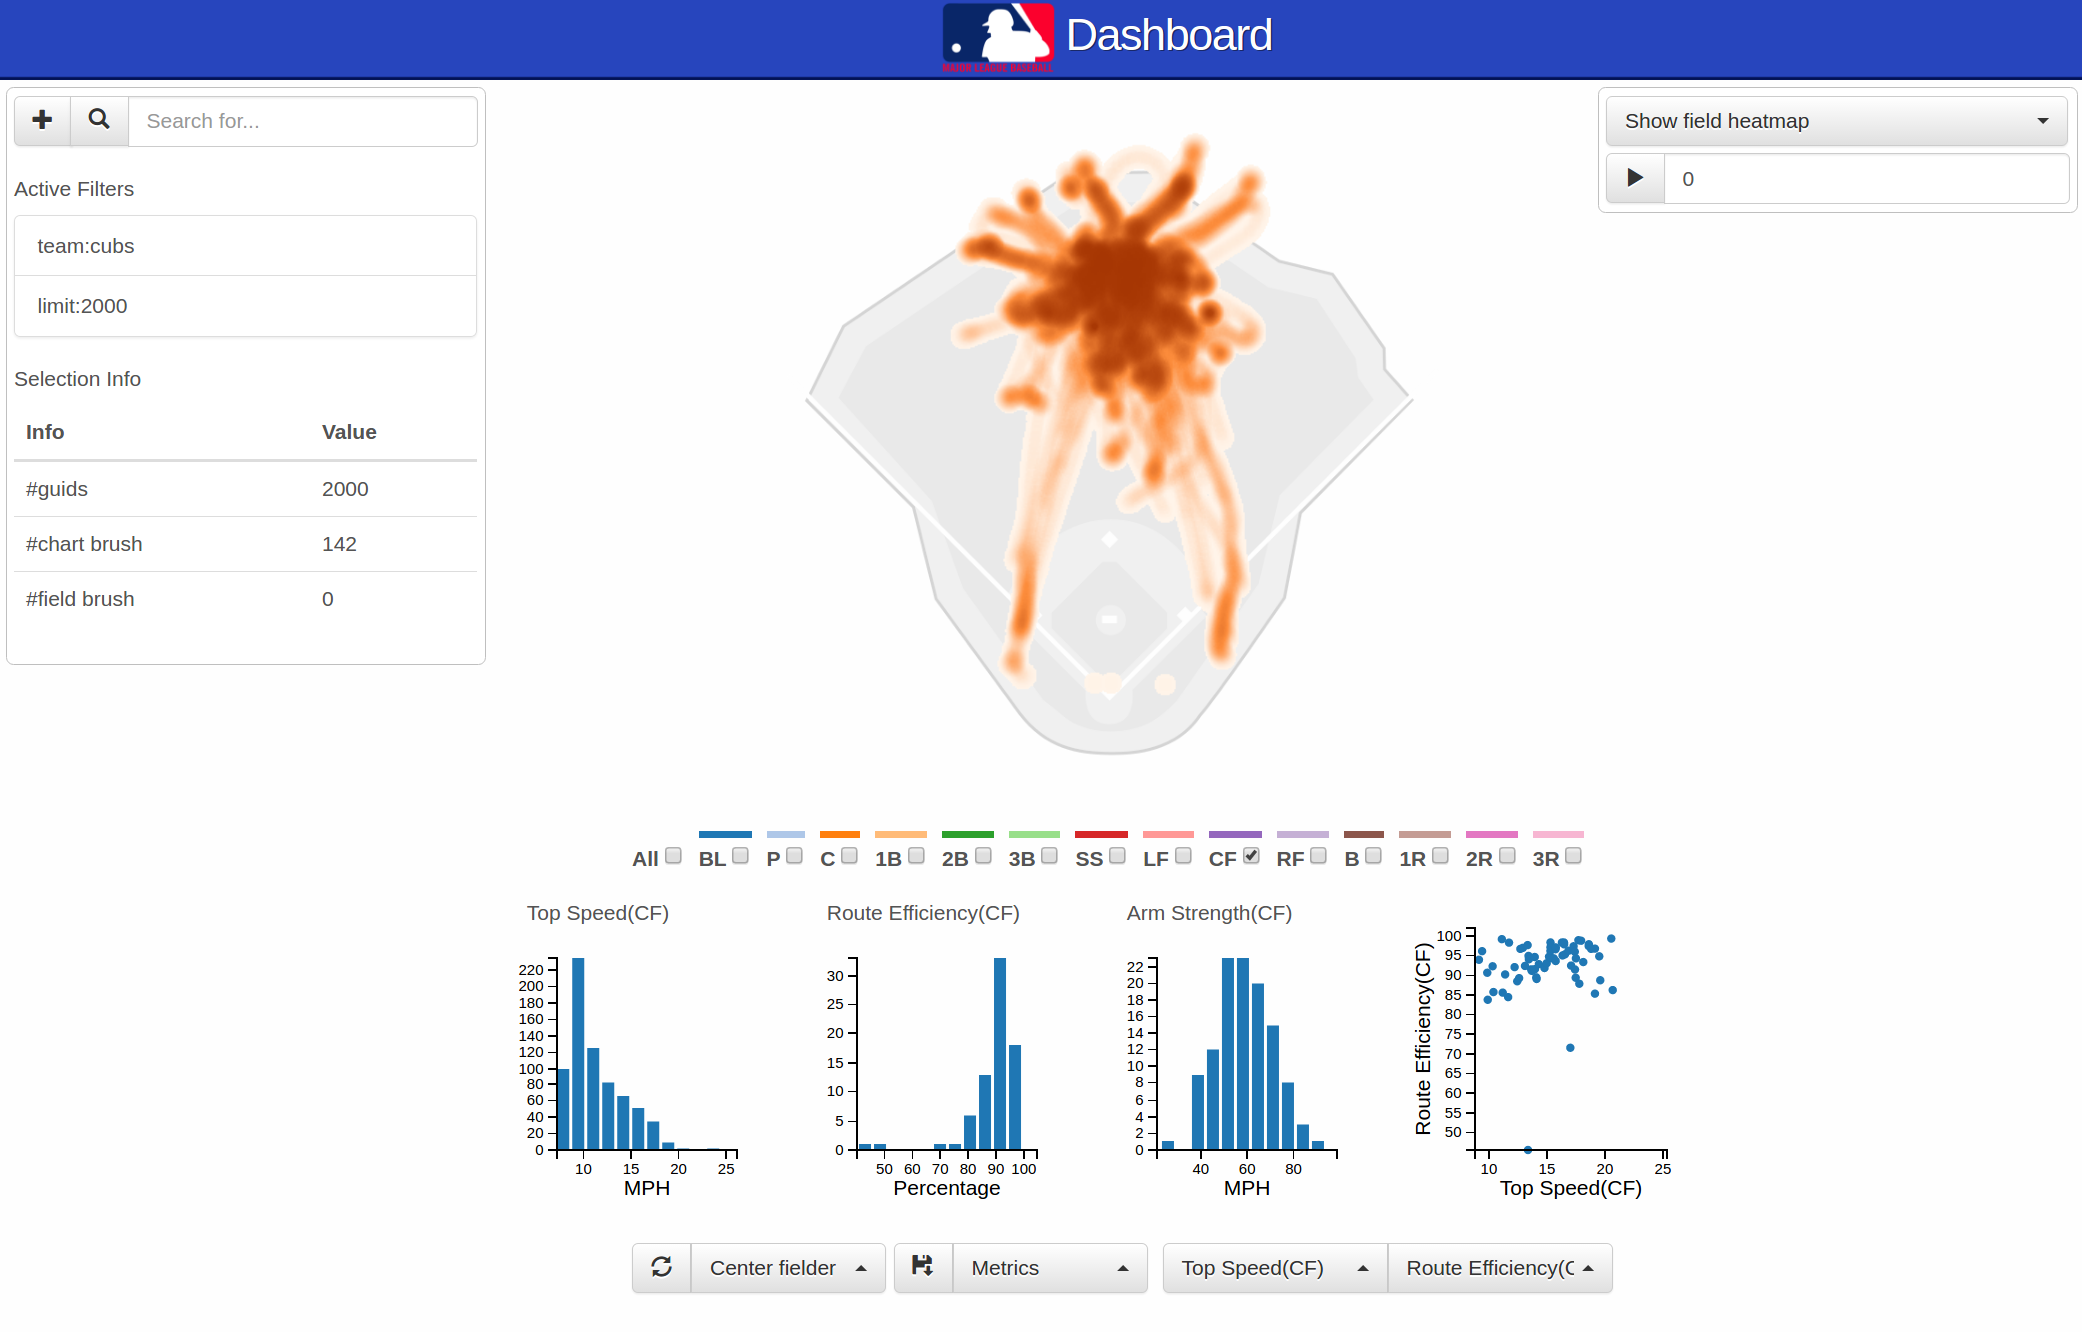 Dashboard
MAJOR LEAGUE BASEBALL
Search for...
Show field heatmap
0
Active Filters
team:cubs
limit:2000
Selection Info
Info Value
#guids 2000
#chart brush 142
#field brush 0
All BL P C 1B 2B 3B SS LF CF RF B 1R 2R 3R
Top Speed(CF)
220
200
180
160
140
120
100
80
60
40
20
0
10 15 20 25
MPH
Route Efficiency(CF)
30
25
20
15
10
5
0
50 60 70 80 90 100
Percentage
Arm Strength(CF)
22
20
18
16
14
12
10
8
6
4
2
0
40 60 80
MPH
Route Efficiency(CF)
100
95
90
85
80
75
70
65
60
55
50
10 15 20 25
Top Speed(CF)
Center fielder
Metrics
Top Speed(CF)
Route Efficiency(C